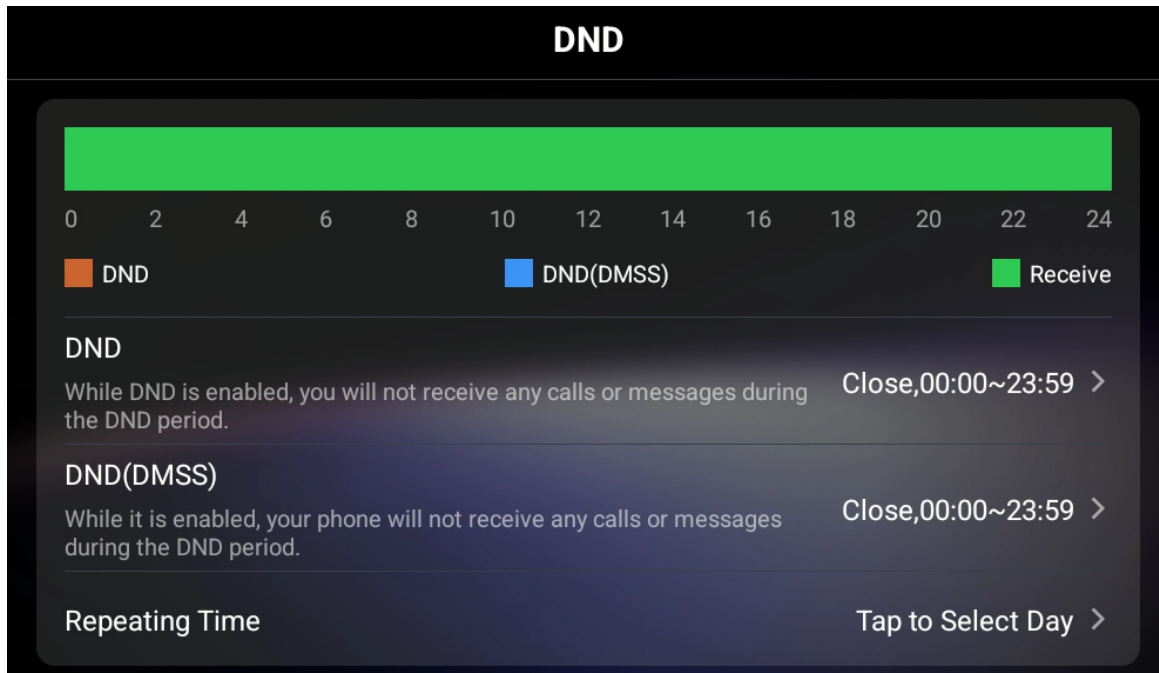 DND
0 2 4 6 8 10 12 14 16 18 20 22 24
DND DND(DMSS) Receive
DND
While DND is enabled, you will not receive any calls or messages during
the DND period.
Close,00:00~23:59 >
DND(DMSS)
While it is enabled, your phone will not receive any calls or messages
during the DND period.
Close,00:00~23:59 >
Repeating Time Tap to Select Day >